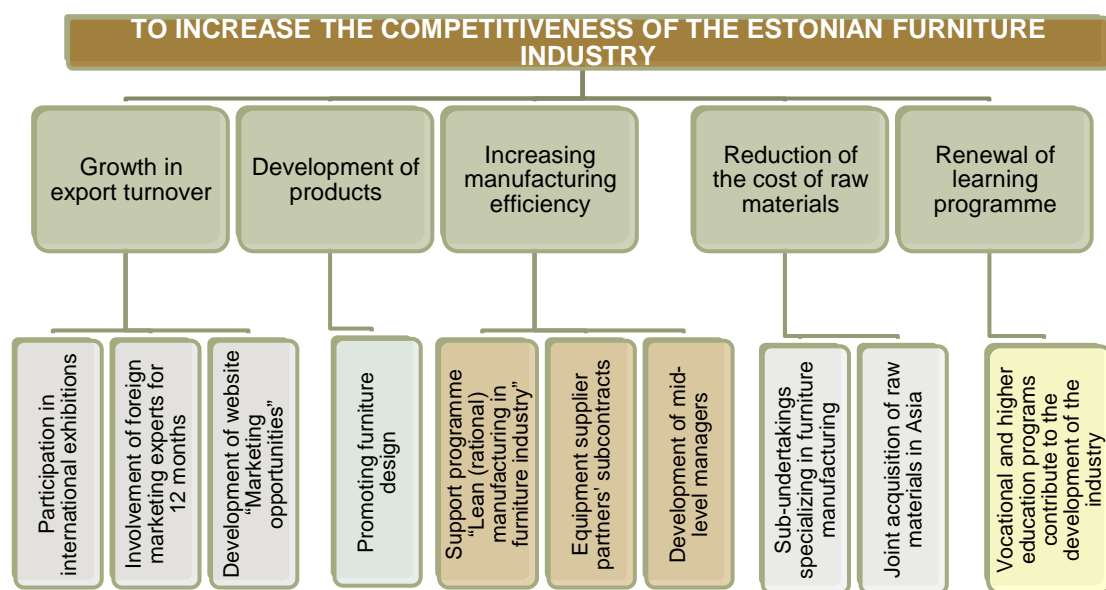 TO INCREASE THE COMPETITIVENESS OF THE ESTONIAN FURNITURE
INDUSTRY
Growth in
export turnover
Development of
products
Increasing
manufacturing
efficiency
Reduction of
the cost of raw
materials
Renewal of
learning
programme
Participation in
international exhibitions
Involvement of foreign
marketing experts for
12 months
Development of website
“Marketing
opportunities”
Promoting furniture
design
Support programme
“Lean (rational)
manufacturing in
furniture industry”
Equipment supplier
partners’ subcontracts
Development of mid-
level managers
Sub-undertakings
specializing in furniture
manufacturing
Joint acquisition of raw
materials in Asia
Vocational and higher
education programs
contribute to the
development of the
industry